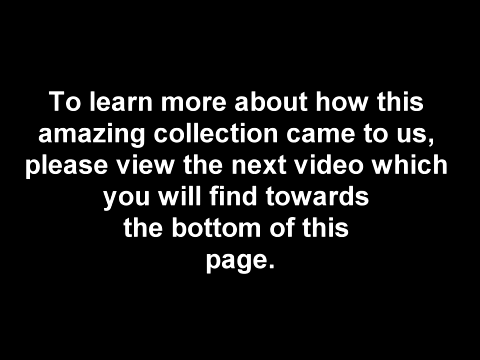 To learn more about how this
amazing collection came to us,
please view the next video which
you will find towards
the bottom of this
page.